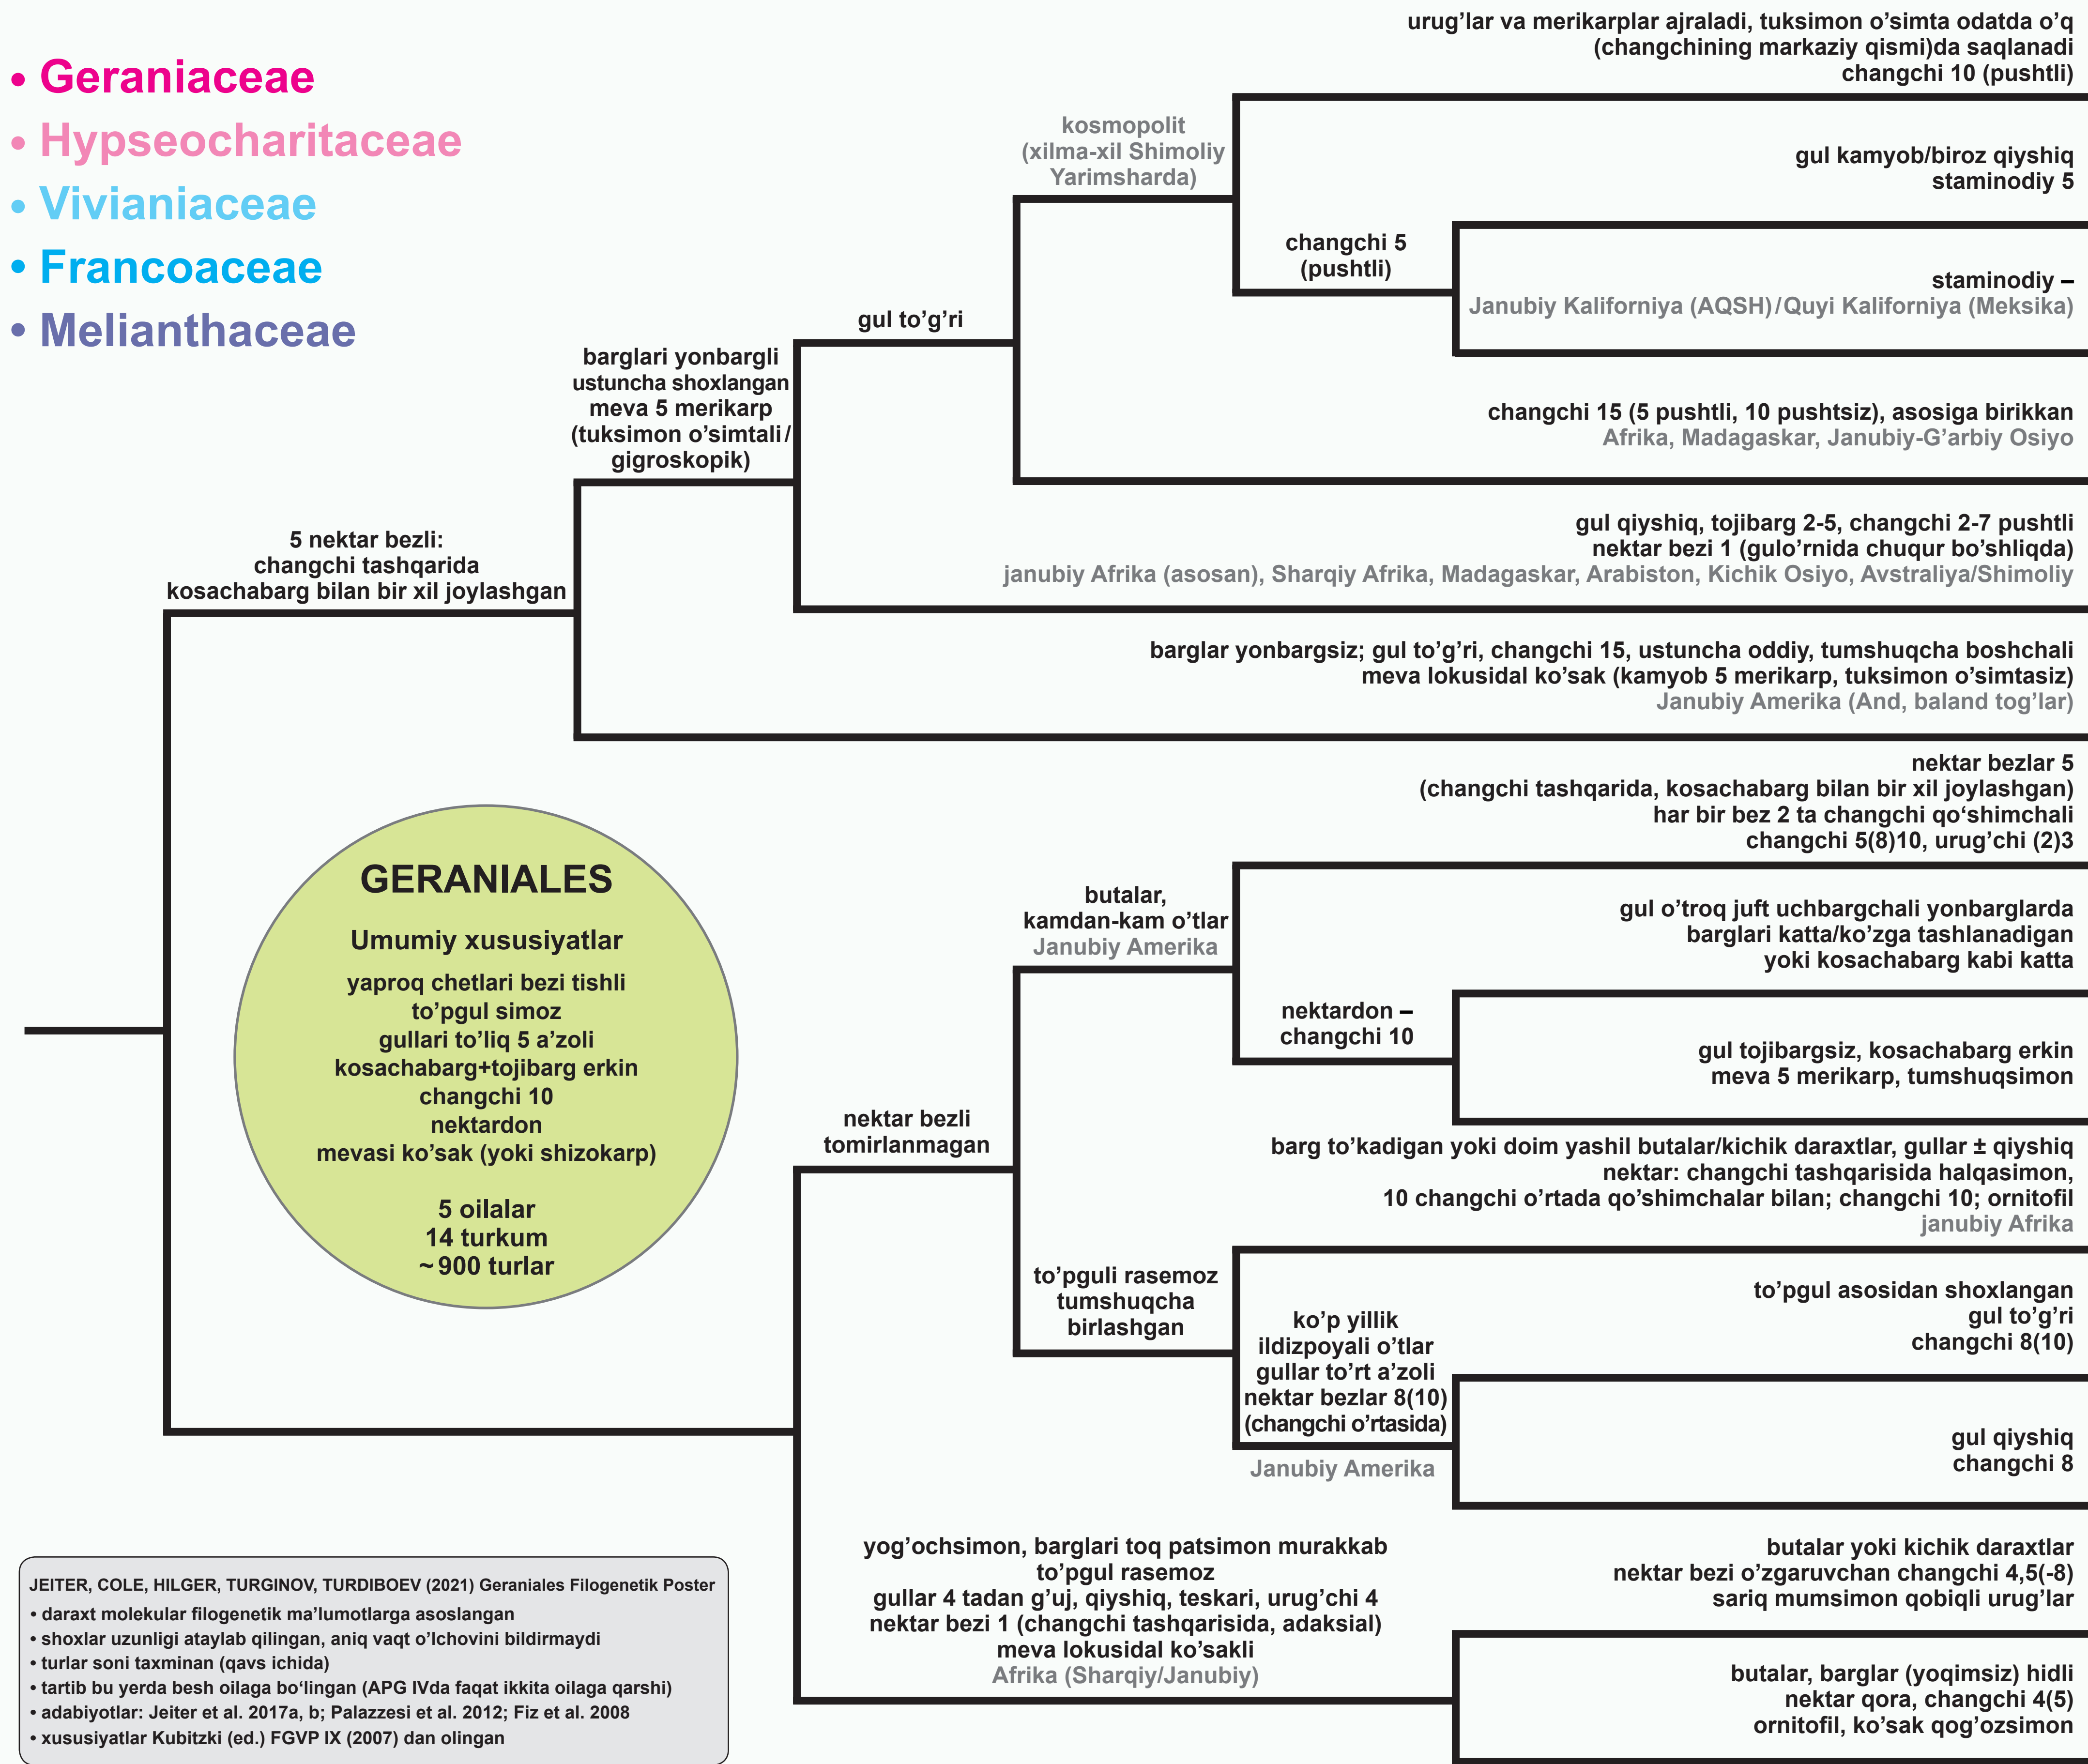 • Geraniaceae
• Hypseocharitaceae
• Vivianiaceae
• Francoaceae
• Melianthaceae
urug’lar va merikarplar ajraladi, tuksimon o’simta odatda o’q
(changchining markaziy qismi)da saqlanadi
changchi 10 (pushtli)
kosmopolit
(xilma-xil Shimoliy
Yarimsharda)
gul kamyob/biroz qiyshiq
staminodiy 5
changchi 5
(pushtli)
staminodiy –
Janubiy Kaliforniya (AQSH)/Quyi Kaliforniya (Meksika)
gul to’g’ri
barglari yonbargli
ustuncha shoxlangan
meva 5 merikarp
(tuksimon o’simtali/
gigroskopik)
changchi 15 (5 pushtli, 10 pushtsiz), asosiga birikkan
Afrika, Madagaskar, Janubiy-G’arbiy Osiyo
5 nektar bezli:
changchi tashqarida
kosachabarg bilan bir xil joylashgan
gul qiyshiq, tojibarg 2-5, changchi 2-7 pushtli
nektar bezi 1 (gulo’rnida chuqur bo’shliqda)
janubiy Afrika (asosan), Sharqiy Afrika, Madagaskar, Arabiston, Kichik Osiyo, Avstraliya/Shimoliy
barglar yonbargsiz; gul to’g’ri, changchi 15, ustuncha oddiy, tumshuqcha boshchali
meva lokusidal ko’sak (kamyob 5 merikarp, tuksimon o’simtasiz)
Janubiy Amerika (And, baland tog’lar)
nektar bezlar 5
(changchi tashqarida, kosachabarg bilan bir xil joylashgan)
har bir bez 2 ta changchi qo‘shimchali
changchi 5(8)10, urug’chi (2)3
GERANIALES
Umumiy xususiyatlar
yaproq chetlari bezi tishli
to’pgul simoz
gullari to’liq 5 a’zoli
kosachabarg+tojibarg erkin
changchi 10
nektardon
mevasi ko’sak (yoki shizokarp)
5 oilalar
14 turkum
~900 turlar
butalar,
kamdan-kam o’tlar
Janubiy Amerika
gul o’troq juft uchbargchali yonbarglarda
barglari katta/ko’zga tashlanadigan
yoki kosachabarg kabi katta
nektardon –
changchi 10
gul tojibargsiz, kosachabarg erkin
meva 5 merikarp, tumshuqsimon
nektar bezli
tomirlanmagan
barg to’kadigan yoki doim yashil butalar/kichik daraxtlar, gullar ± qiyshiq
nektar: changchi tashqarisida halqasimon,
10 changchi o’rtada qo’shimchalar bilan; changchi 10; ornitofil
janubiy Afrika
to’pguli rasemoz
tumshuqcha
birlashgan
to’pgul asosidan shoxlangan
gul to’g’ri
changchi 8(10)
ko’p yillik
ildizpoyali o’tlar
gullar to’rt a’zoli
nektar bezlar 8(10)
(changchi o’rtasida)
Janubiy Amerika
gul qiyshiq
changchi 8
yog’ochsimon, barglari toq patsimon murakkab
to’pgul rasemoz
gullar 4 tadan g’uj, qiyshiq, teskari, urug’chi 4
nektar bezi 1 (changchi tashqarisida, adaksial)
meva lokusidal ko’sakli
Afrika (Sharqiy/Janubiy)
butalar yoki kichik daraxtlar
nektar bezi o’zgaruvchan changchi 4,5(-8)
sariq mumsimon qobiqli urug’lar
butalar, barglar (yoqimsiz) hidli
nektar qora, changchi 4(5)
ornitofil, ko’sak qog’ozsimon
JEITER, COLE, HILGER, TURGINOV, TURDIBOEV (2021) Geraniales Filogenetik Poster
• daraxt molekular filogenetik ma’lumotlarga asoslangan
• shoxlar uzunligi ataylab qilingan, aniq vaqt o’lchovini bildirmaydi
• turlar soni taxminan (qavs ichida)
• tartib bu yerda besh oilaga bo‘lingan (APG IVda faqat ikkita oilaga qarshi)
• adabiyotlar: Jeiter et al. 2017a, b; Palazzesi et al. 2012; Fiz et al. 2008
• xususiyatlar Kubitzki (ed.) FGVP IX (2007) dan olingan